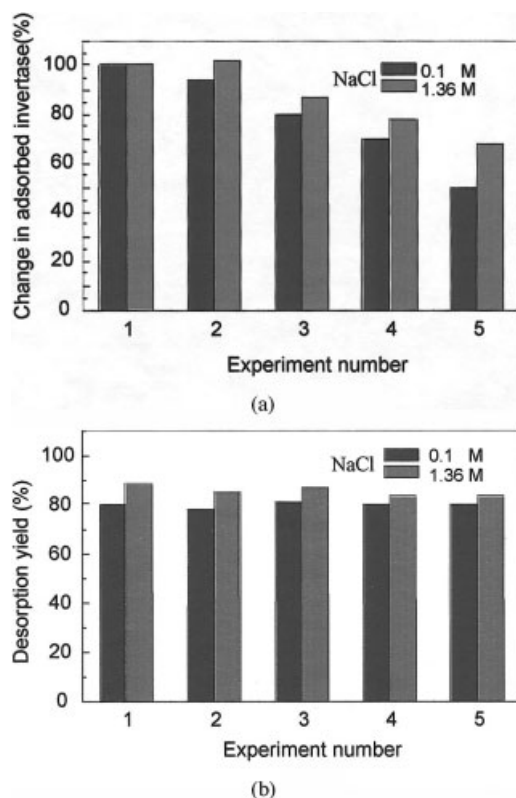 Change in adsorbed invertase(%)
100
80
60
40
20
0
NaCl
0.1 M
1.36 M
1 2 3 4 5
Experiment number
(a)
Desorption yield (%)
100
80
60
40
20
0
NaCl
0.1 M
1.36 M
1 2 3 4 5
Experiment number
(b)